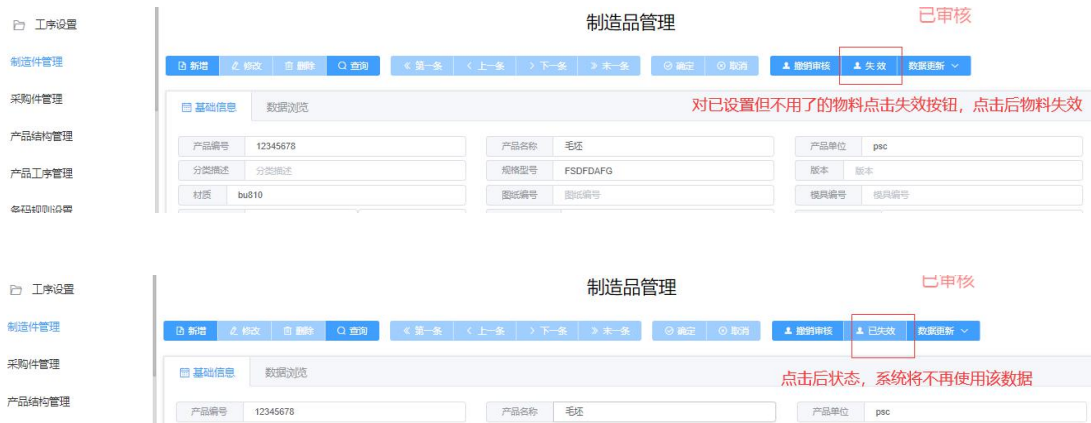 工序设置
制造品管理
已审核
制造件管理
新增 修改 删除 查询 第一条 上一条 下一条 末一条 确定 取消 撤销审核 失效 数据更新
采购件管理
基础信息 数据浏览
对已设置但不用了的物料点击失效按钮，点击后物料失效
产品结构管理
产品编号 12345678 产品名称 毛坯 产品单位 psc
产品工序管理
分类描述 分类描述 规格型号 FSDFDAFG 版本 版本
材质 bu810 图纸编号 图纸编号 模具编号 模具编号
条码规则设置
工序设置
制造品管理
已审核
制造件管理
新增 修改 删除 查询 第一条 上一条 下一条 末一条 确定 取消 撤销审核 已失效 数据更新
采购件管理
基础信息 数据浏览
点击后状态，系统将不再使用该数据
产品结构管理
产品编号 12345678 产品名称 毛坯 产品单位 psc